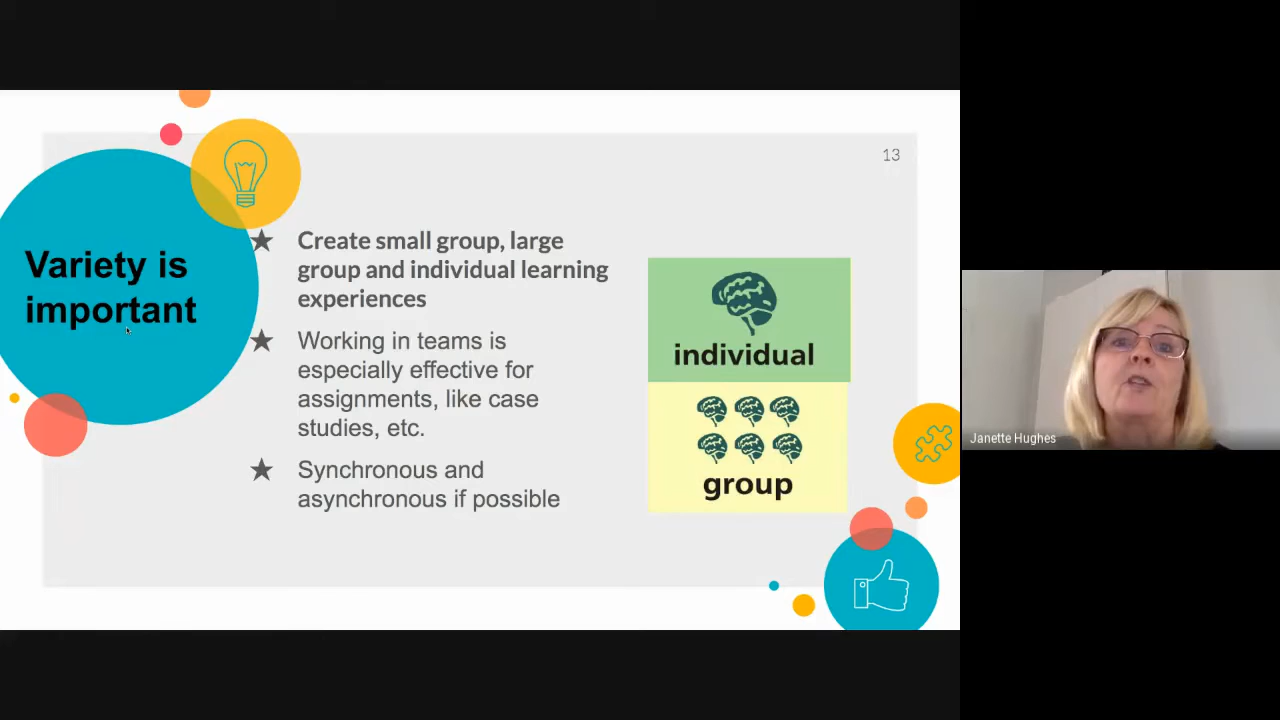 13
Variety is
important
★ Create small group, large
group and individual learning
experiences
★ Working in teams is
especially effective for
assignments, like case
studies, etc.
★ Synchronous and
asynchronous if possible
individual
group
Janette Hughes